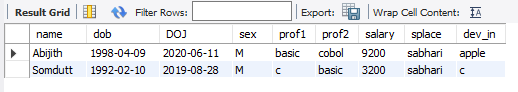 Result Grid Filter Rows: Export: Wrap Cell Content:
name dob DOJ sex prof1 prof2 salary splace dev_in
Abijith 1998-04-09 2020-06-11 M basic cobol 9200 sabhari apple
Somdutt 1992-02-10 2019-08-28 M c basic 3200 sabhari c